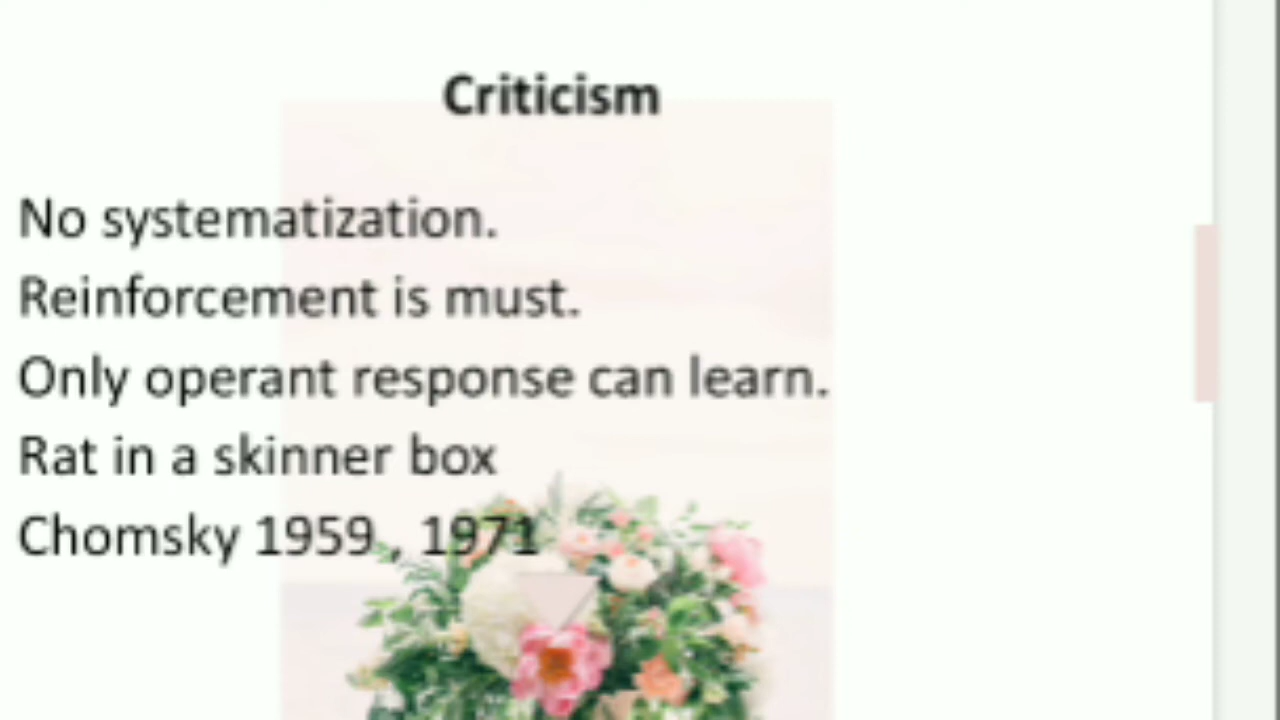 Criticism
No systematization.
Reinforcement is must.
Only operant response can learn.
Rat in a skinner box
Chomsky 1959 , 1971